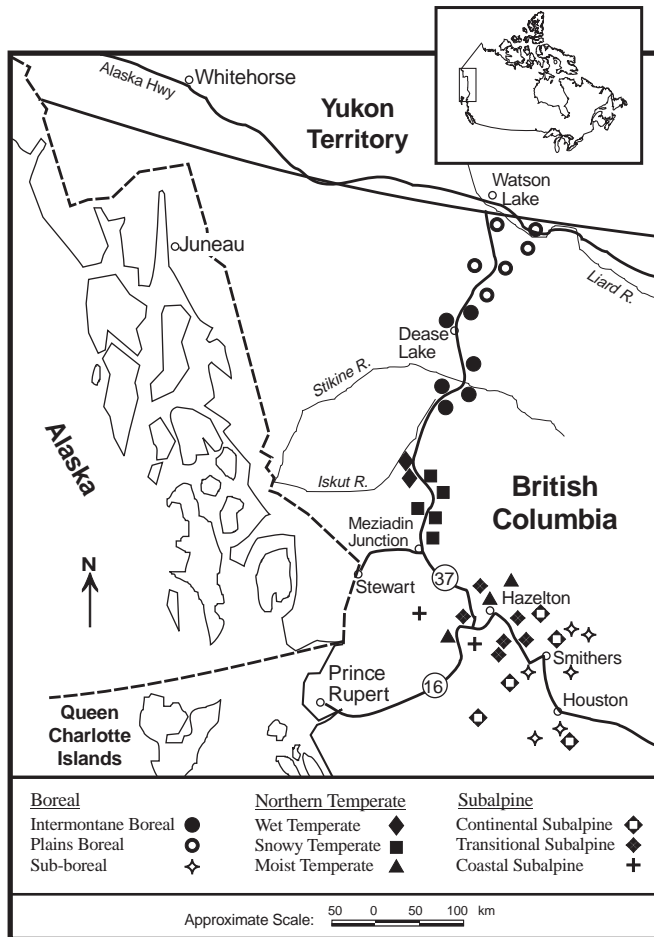 Alaska Hwy
Whitehorse
Yukon
Territory
Watson
Lake
Juneau
Liard R.
Dease
Lake
Stikine R.
Alaska
Iskut R.
British
Columbia
Meziadin
Junction
N
Stewart
37
Hazelton
Smithers
Prince
Rupert
16
Houston
Queen
Charlotte
Islands
Boreal
Intermontane Boreal
Plains Boreal
Sub-boreal
Northern Temperate
Wet Temperate
Snowy Temperate
Moist Temperate
Subalpine
Continental Subalpine
Transitional Subalpine
Coastal Subalpine
Approximate Scale: 50 0 50 100 km